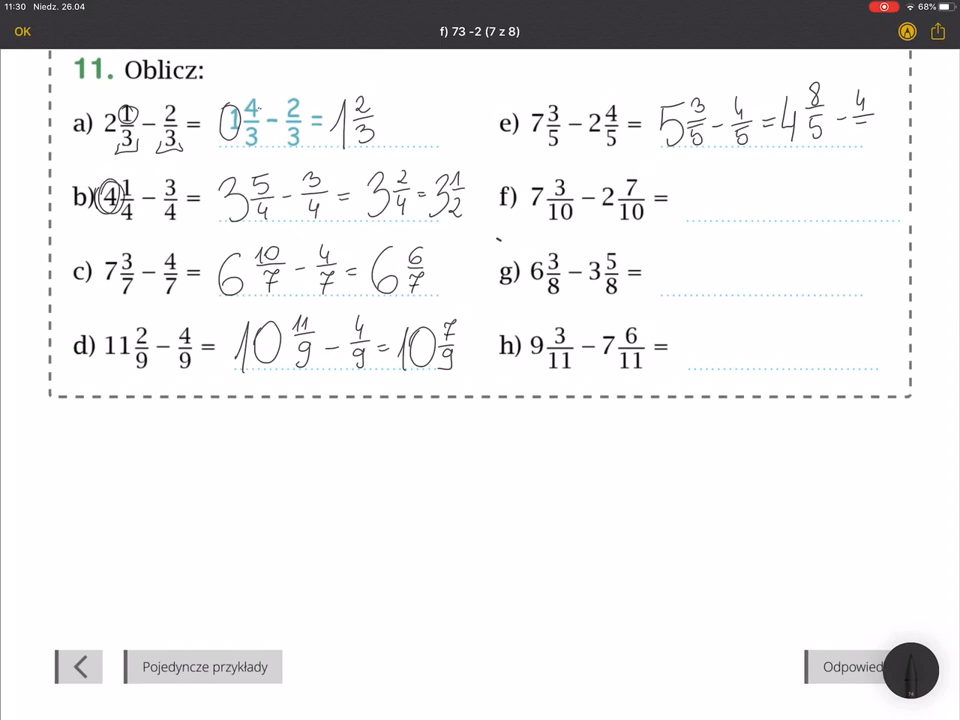 11:30 Niedz. 26.04
68%
OK
f) 73 -2 (7 z 8)
11. Oblicz:
a) 2 1/3 − 2/3 = 1 4/3 - 2/3 = 1 2/3
b) 4 1/4 − 3/4 = 3 5/4 - 3/4 = 3 2/4 = 3 1/2
c) 7 3/7 − 4/7 = 6 10/7 - 4/7 = 6 6/7
d) 11 2/9 − 4/9 = 10 11/9 - 4/9 = 10 7/9
e) 7 3/5 − 2 4/5 = 5 3/5 - 4/5 = 4 8/5 - 4
f) 7 3/10 − 2 7/10 =
g) 6 3/8 − 3 5/8 =
h) 9 3/11 − 7 6/11 =
Pojedyncze przykłady
Odpowied